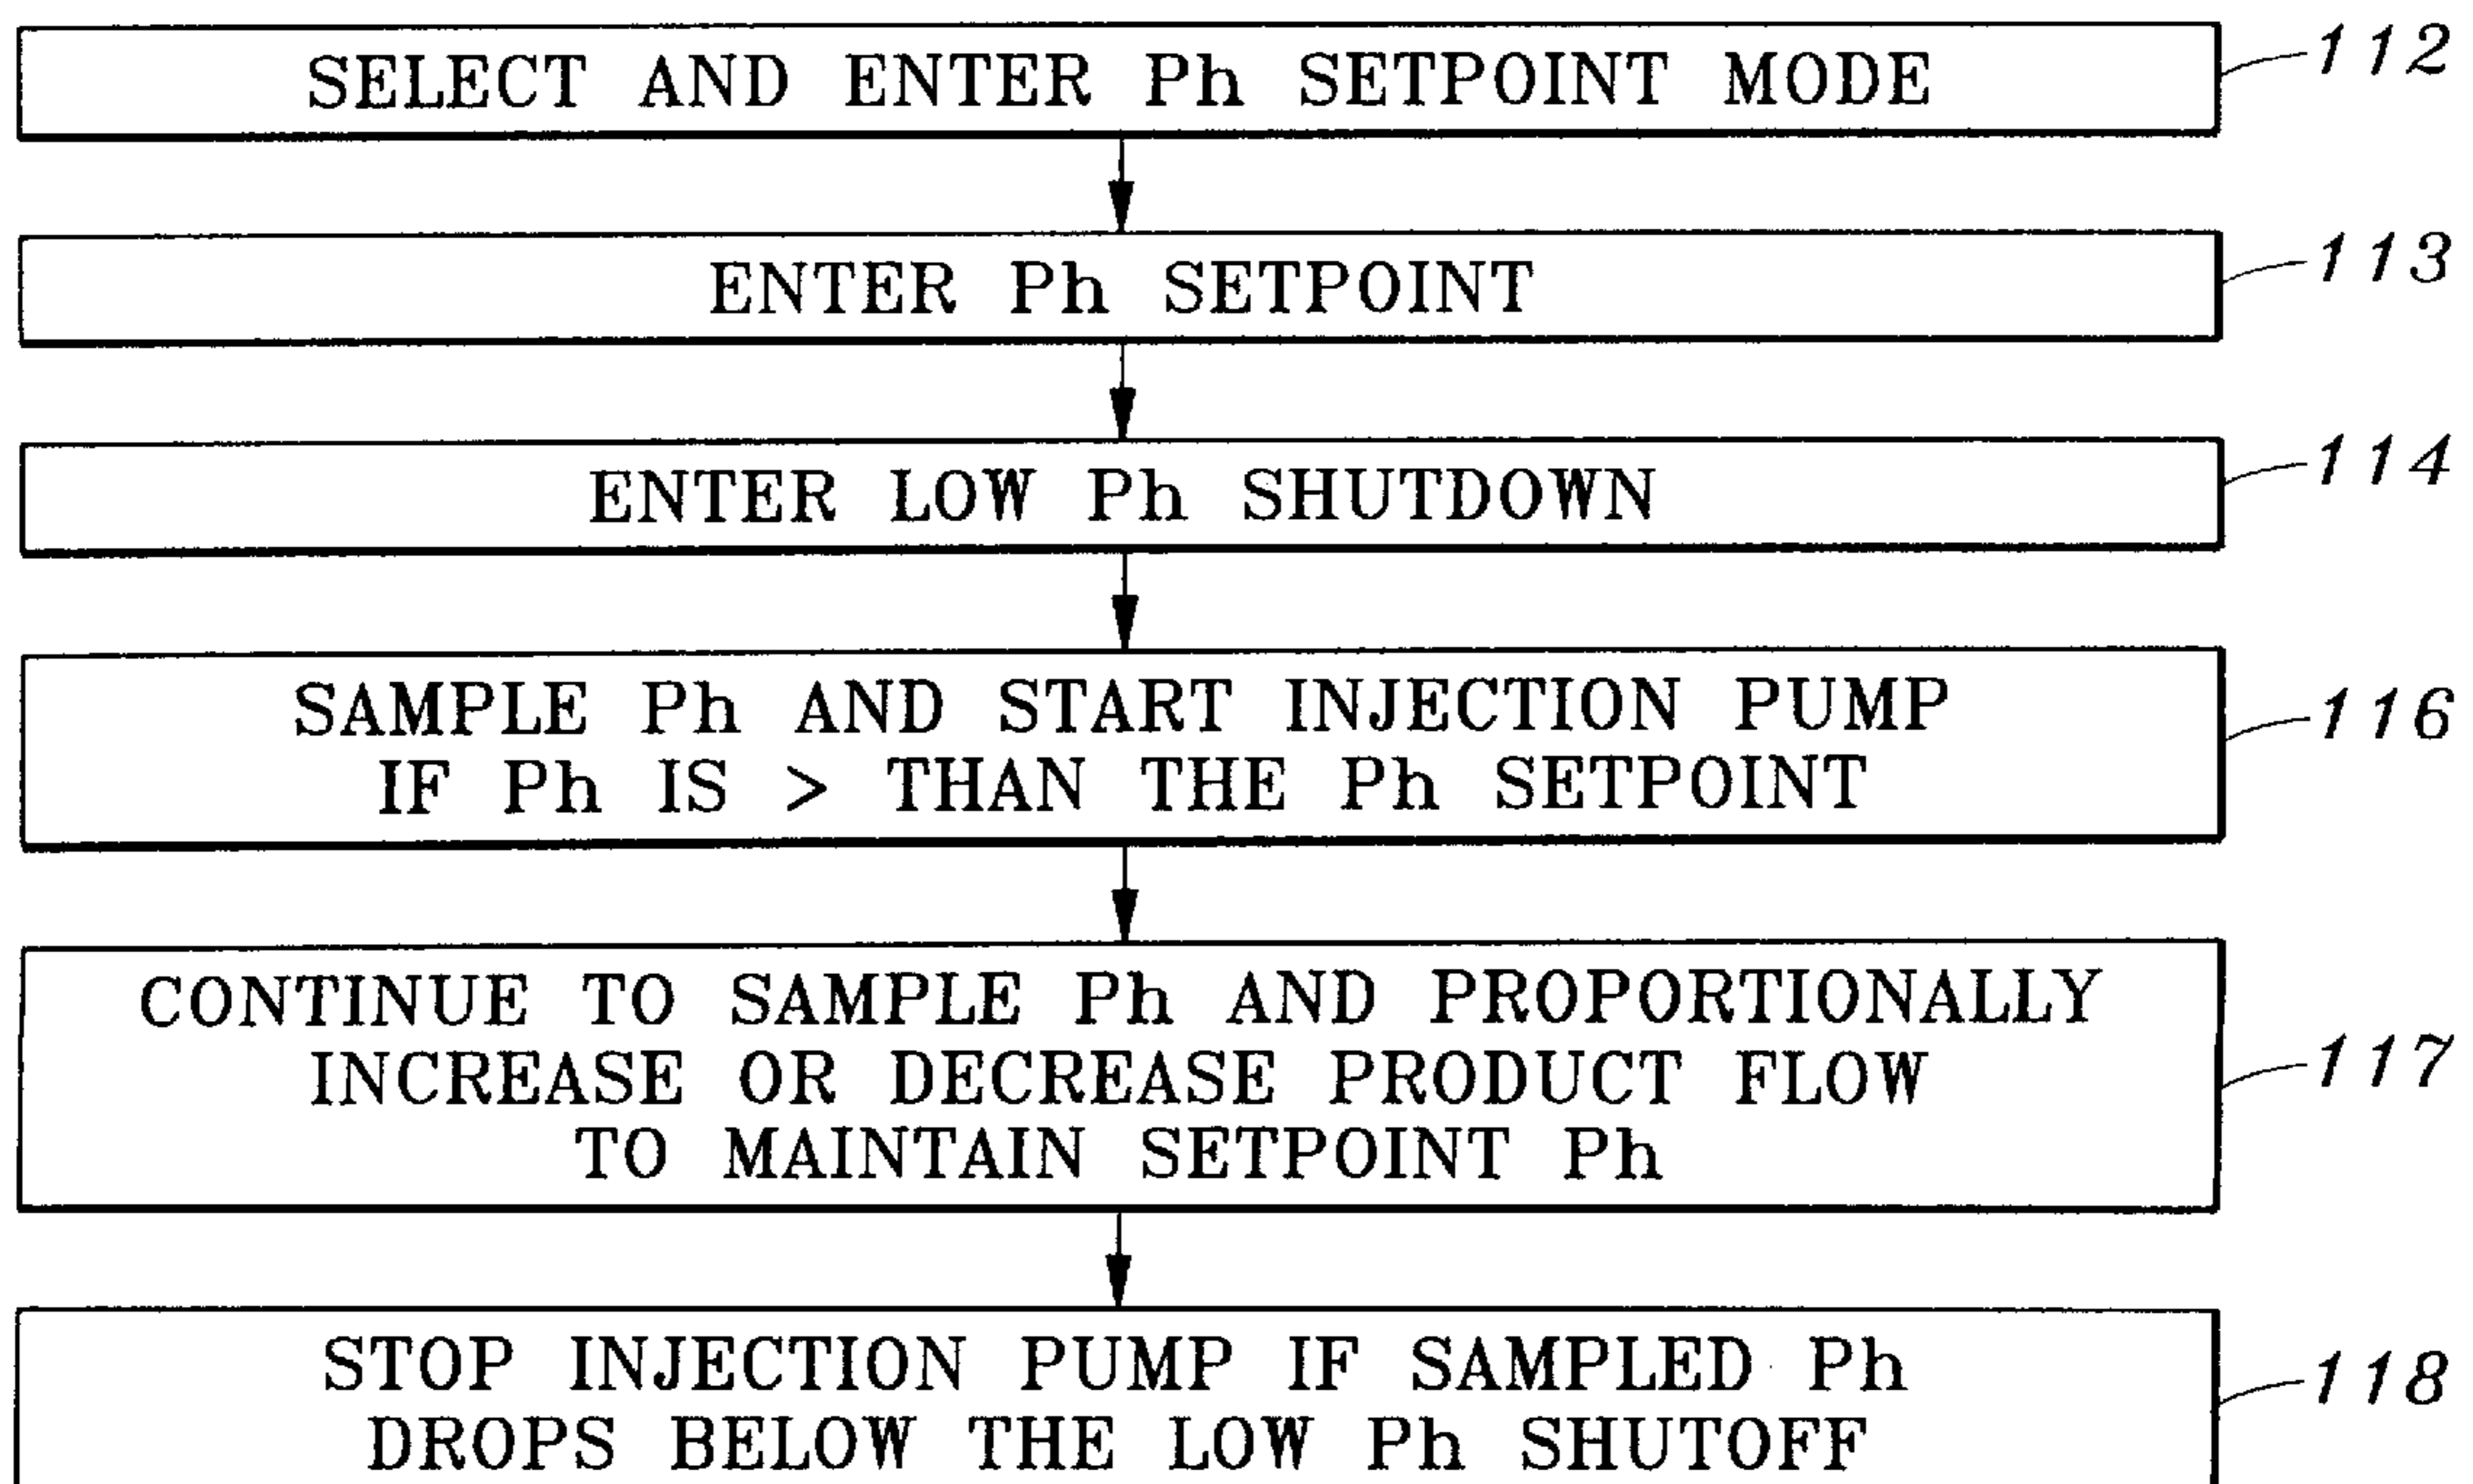 SELECT AND ENTER Ph SETPOINT MODE
112
ENTER Ph SETPOINT
113
ENTER LOW Ph SHUTDOWN
114
SAMPLE Ph AND START INJECTION PUMP
IF Ph IS > THAN THE Ph SETPOINT
116
CONTINUE TO SAMPLE Ph AND PROPORTIONALLY
INCREASE OR DECREASE PRODUCT FLOW
TO MAINTAIN SETPOINT Ph
117
STOP INJECTION PUMP IF SAMPLED Ph
DROPS BELOW THE LOW Ph SHUTOFF
118